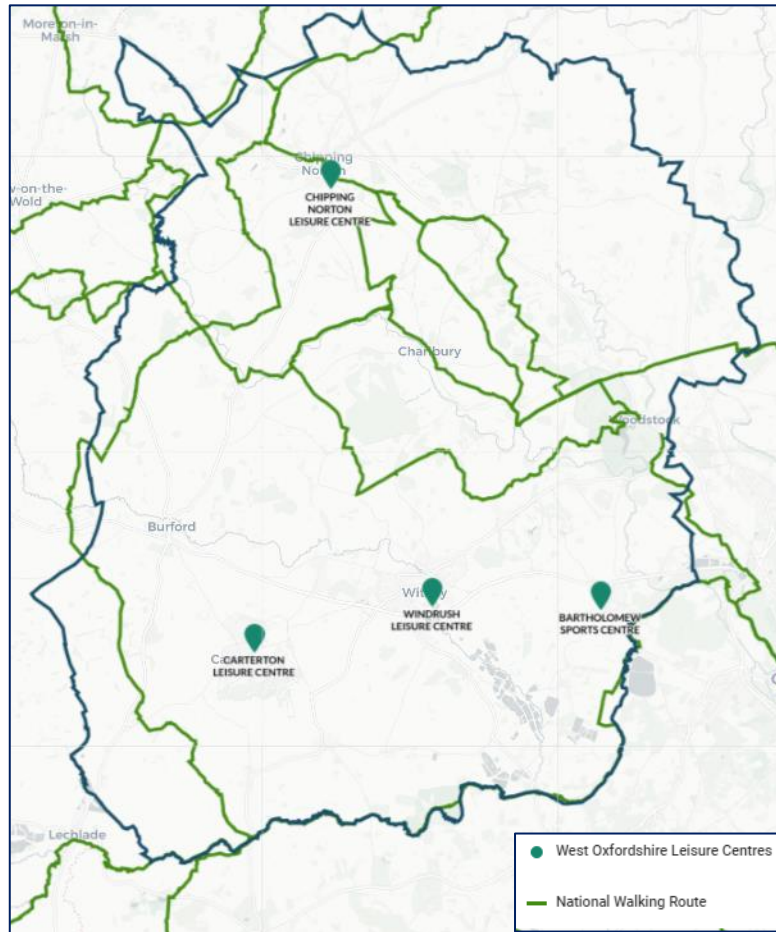 Moreton-in-
Marsh
w-on-the-
Wold
Chipping
Norton
CHIPPING
NORTON
LEISURE CENTRE
Charlbury
Woodstock
Burford
Witney
WINDRUSH
LEISURE CENTRE
BARTHOLOMEW
SPORTS CENTRE
CARTERTON
LEISURE CENTRE
Lechlade
West Oxfordshire Leisure Centres
National Walking Route